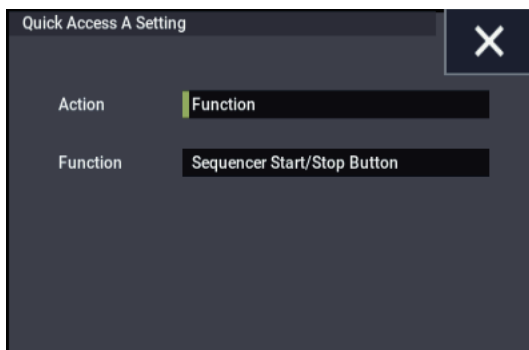 Quick Access A Setting
Action
Function
Function
Sequencer Start/Stop Button